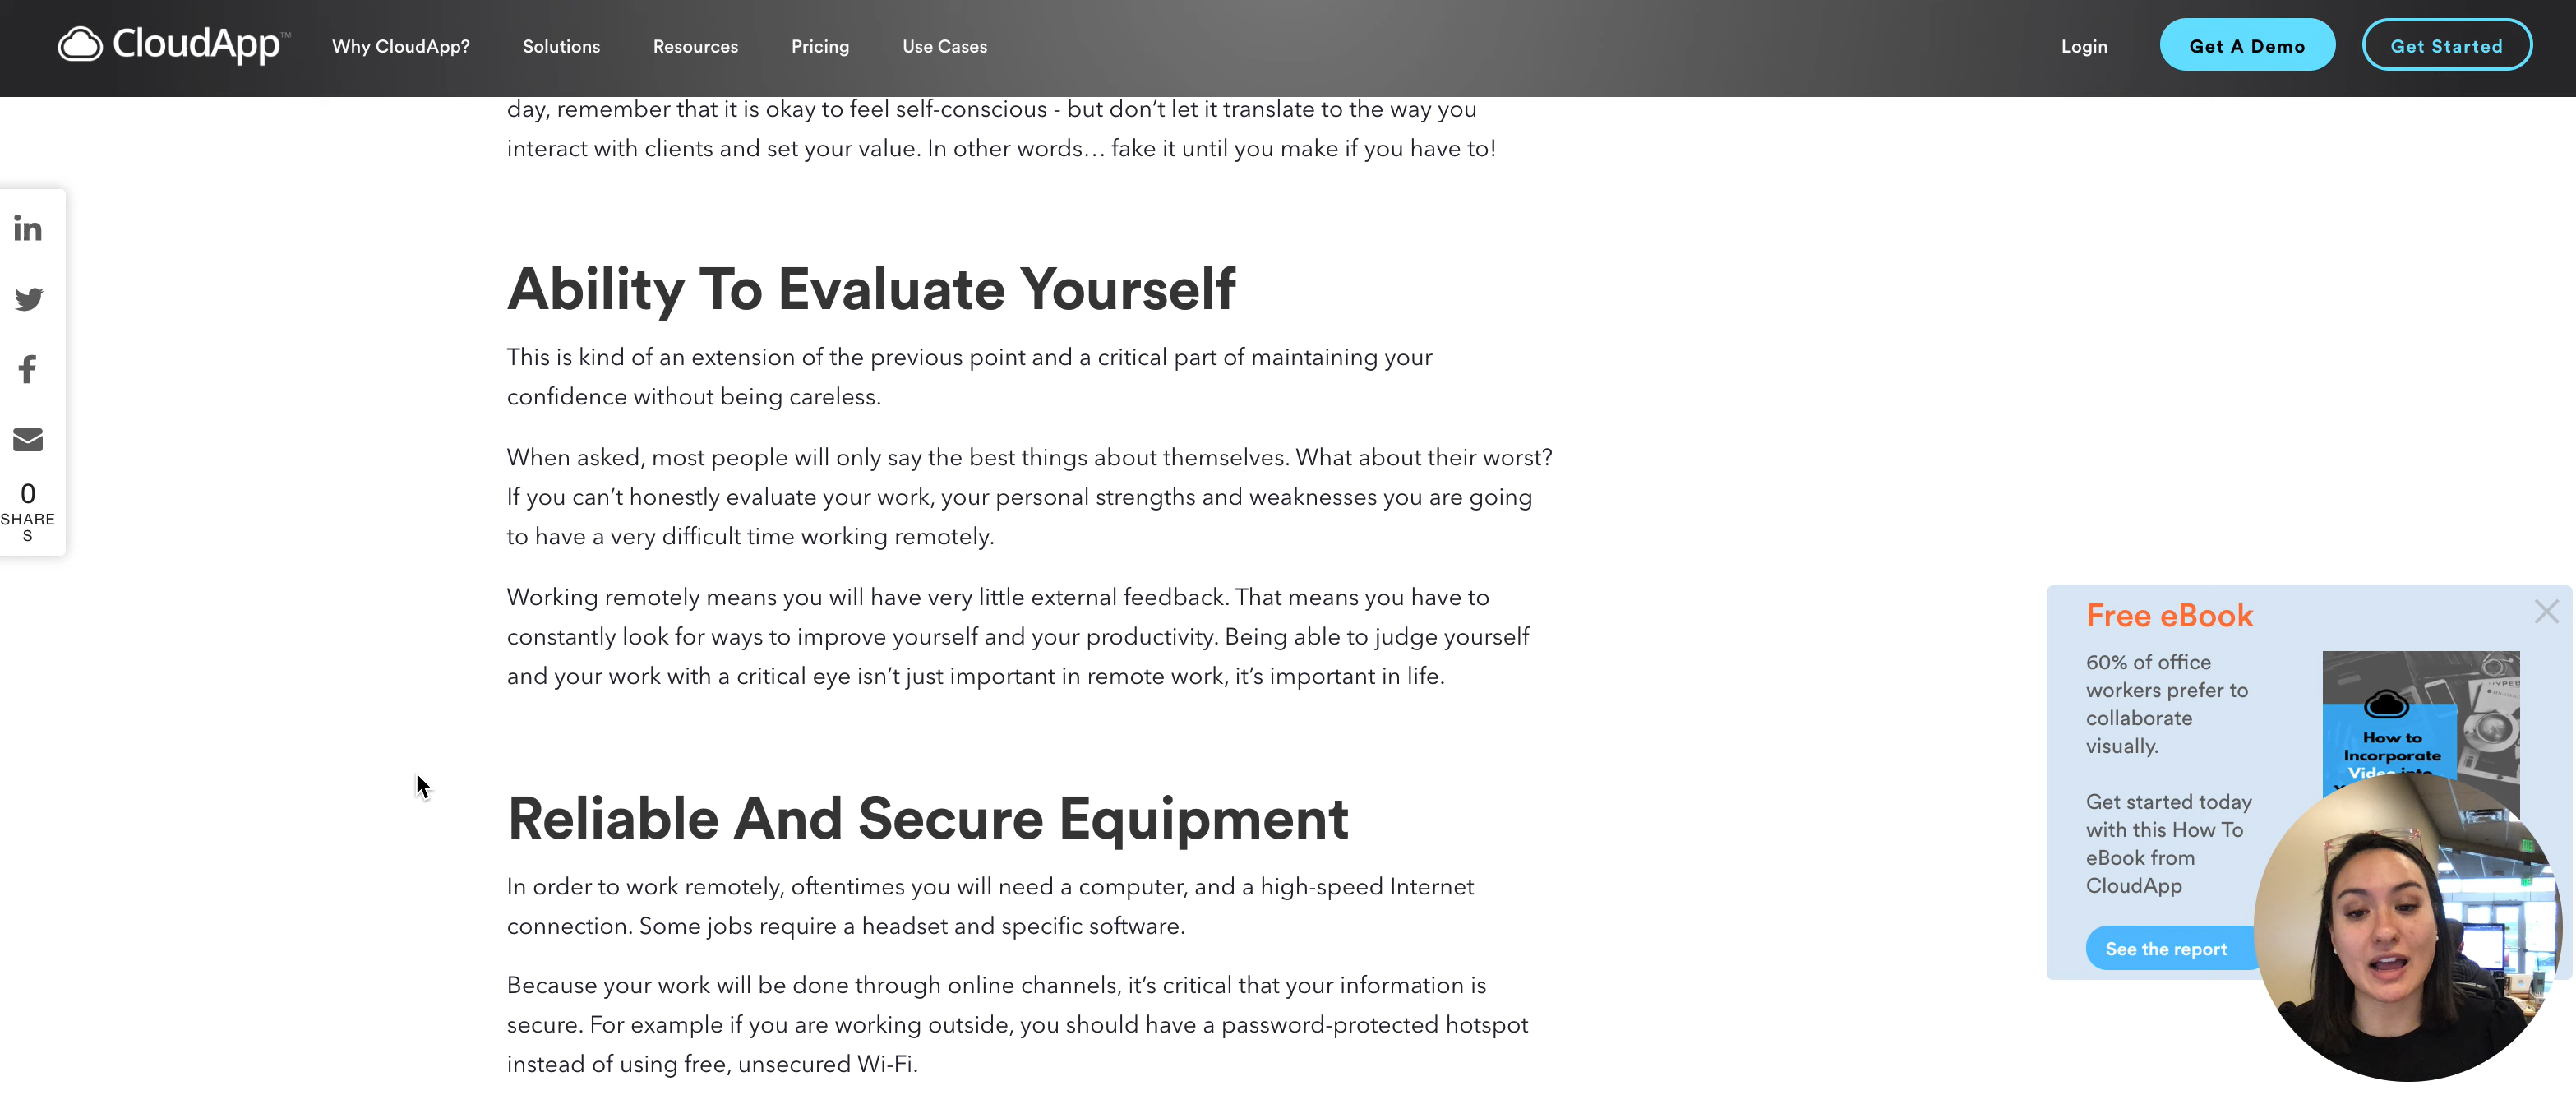 CloudApp™
Why CloudApp?
Solutions
Resources
Pricing
Use Cases
Login
Get A Demo
Get Started
day, remember that it is okay to feel self-conscious - but don’t let it translate to the way you
interact with clients and set your value. In other words… fake it until you make if you have to!
in
f
0
SHARE
S
Ability To Evaluate Yourself
This is kind of an extension of the previous point and a critical part of maintaining your
confidence without being careless.
When asked, most people will only say the best things about themselves. What about their worst?
If you can’t honestly evaluate your work, your personal strengths and weaknesses you are going
to have a very difficult time working remotely.
Working remotely means you will have very little external feedback. That means you have to
constantly look for ways to improve yourself and your productivity. Being able to judge yourself
and your work with a critical eye isn’t just important in remote work, it’s important in life.
Reliable And Secure Equipment
In order to work remotely, oftentimes you will need a computer, and a high-speed Internet
connection. Some jobs require a headset and specific software.
Because your work will be done through online channels, it’s critical that your information is
secure. For example if you are working outside, you should have a password-protected hotspot
instead of using free, unsecured Wi-Fi.
Free eBook
60% of office
workers prefer to
collaborate
visually.
Get started today
with this How To
eBook from
CloudApp
See the report
How to
Incorporate
Video into